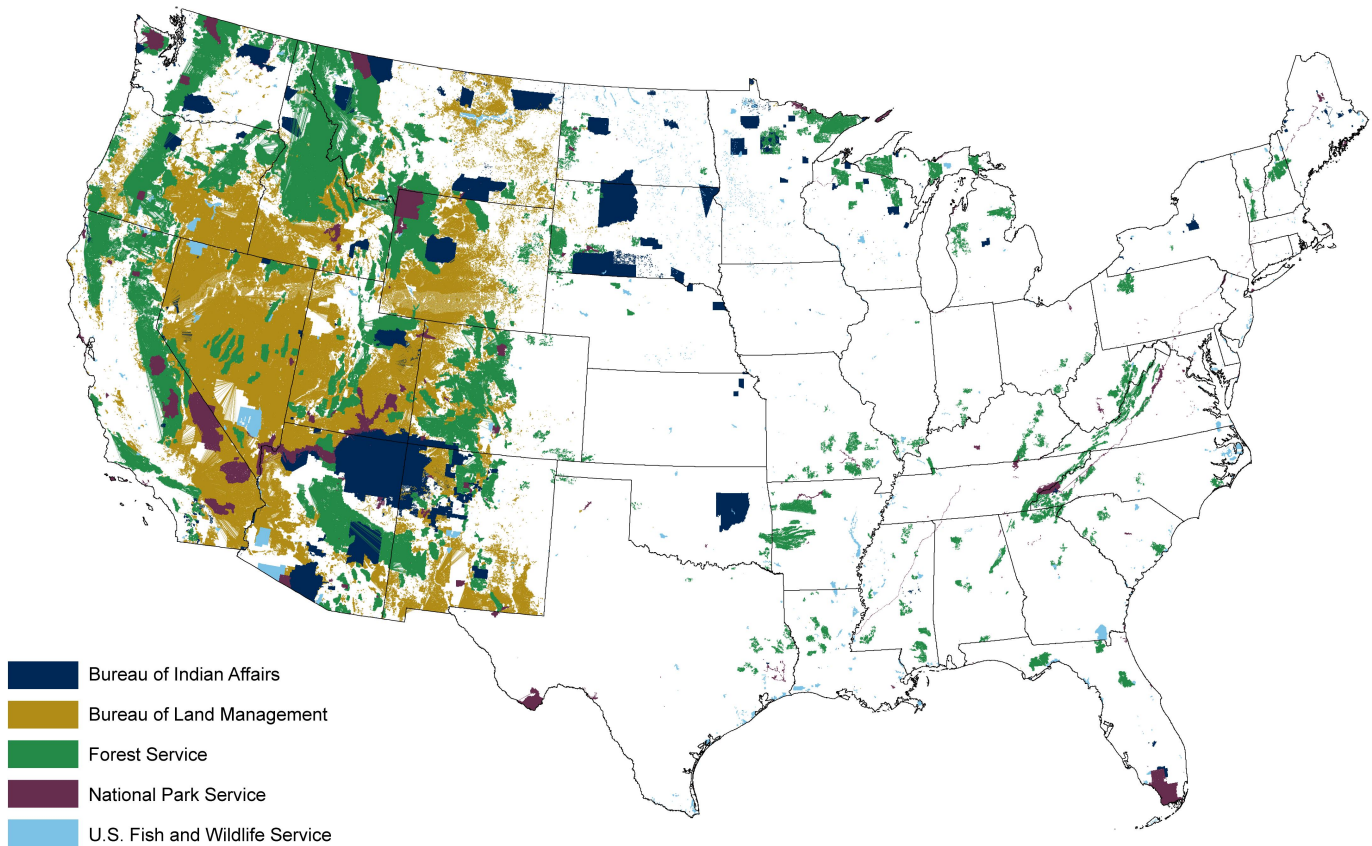 Bureau of Indian Affairs
Bureau of Land Management
Forest Service
National Park Service
U.S. Fish and Wildlife Service